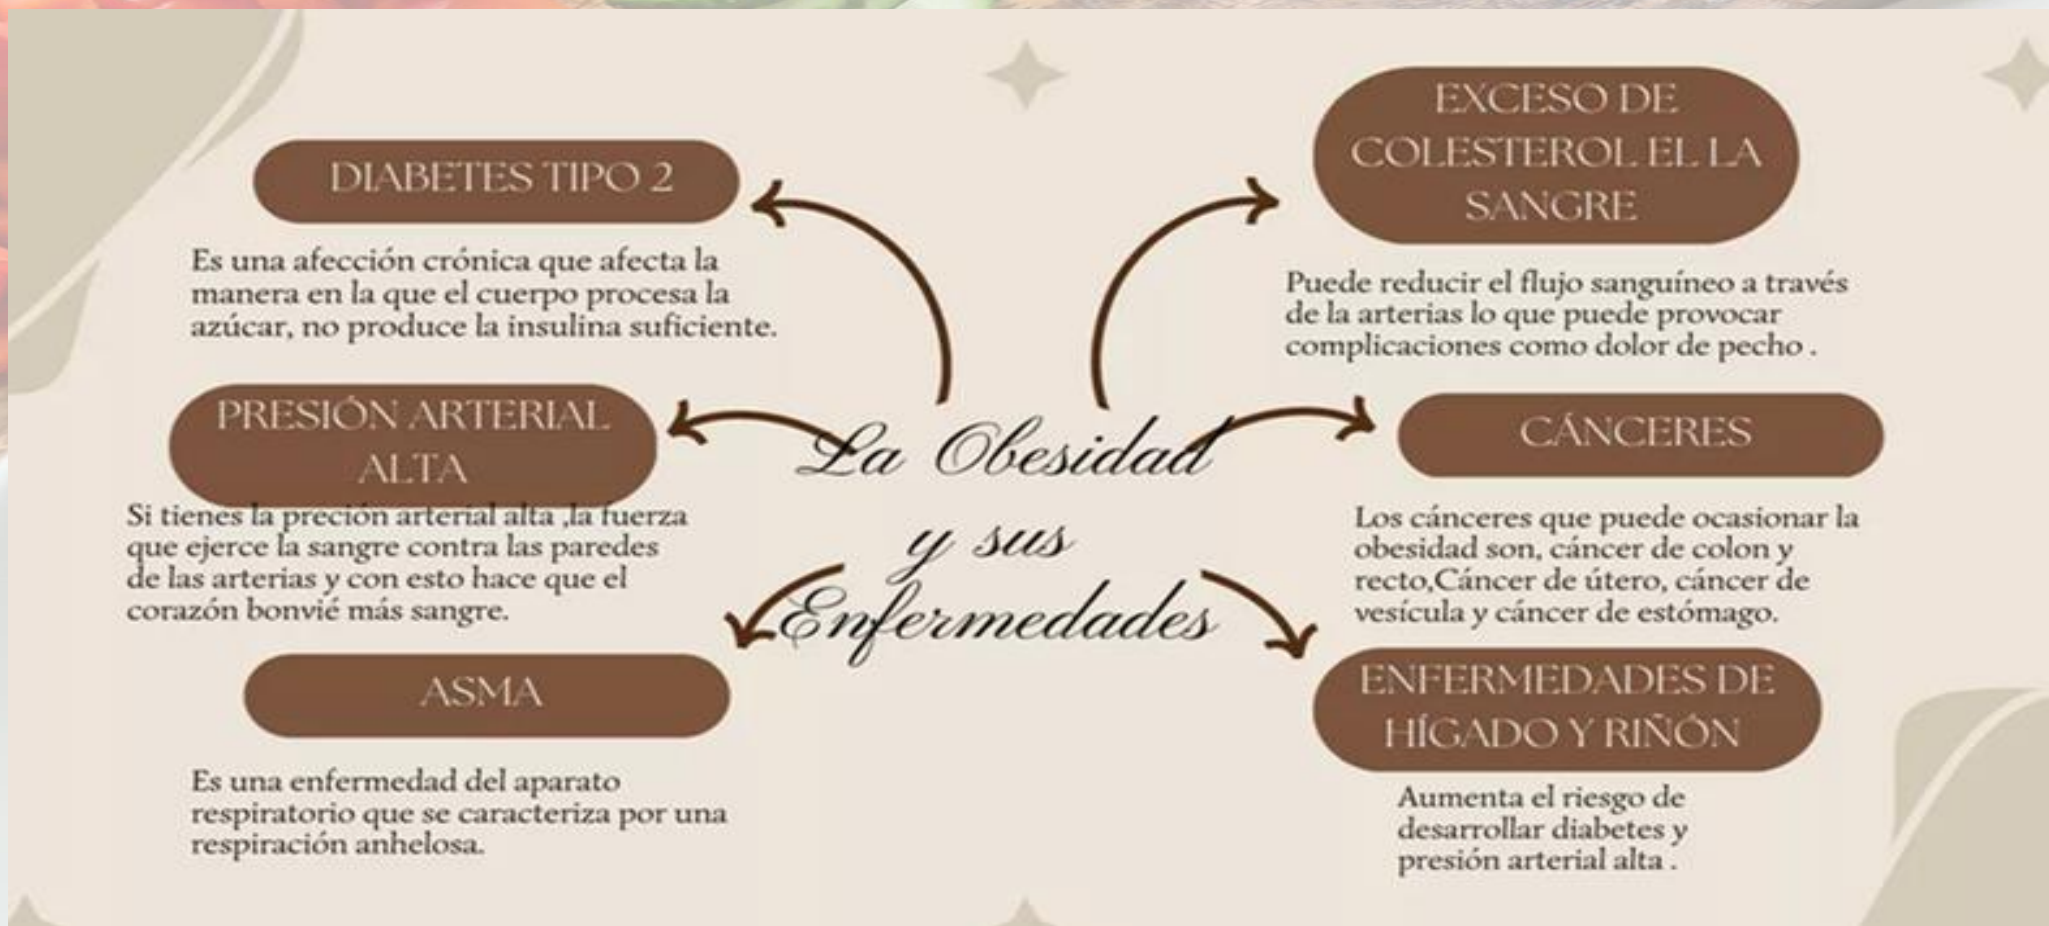 DIABETES TIPO 2
Es una afección crónica que afecta la
manera en la que el cuerpo procesa la
azúcar, no produce la insulina suficiente.
PRESIÓN ARTERIAL
ALTA
Si tienes la preción arterial alta ,la fuerza
que ejerce la sangre contra las paredes
de las arterias y con esto hace que el
corazón bonvié más sangre.
ASMA
Es una enfermedad del aparato
respiratorio que se caracteriza por una
respiración anhelosa.
La Obesidad
y sus
Enfermedades
EXCESO DE
COLESTEROL EL LA
SANGRE
Puede reducir el flujo sanguíneo a través
de la arterias lo que puede provocar
complicaciones como dolor de pecho .
CÁNCERES
Los cánceres que puede ocasionar la
obesidad son, cáncer de colon y
recto,Cáncer de útero, cáncer de
vesícula y cáncer de estómago.
ENFERMEDADES DE
HÍGADO Y RIÑÓN
Aumenta el riesgo de
desarrollar diabetes y
presión arterial alta .